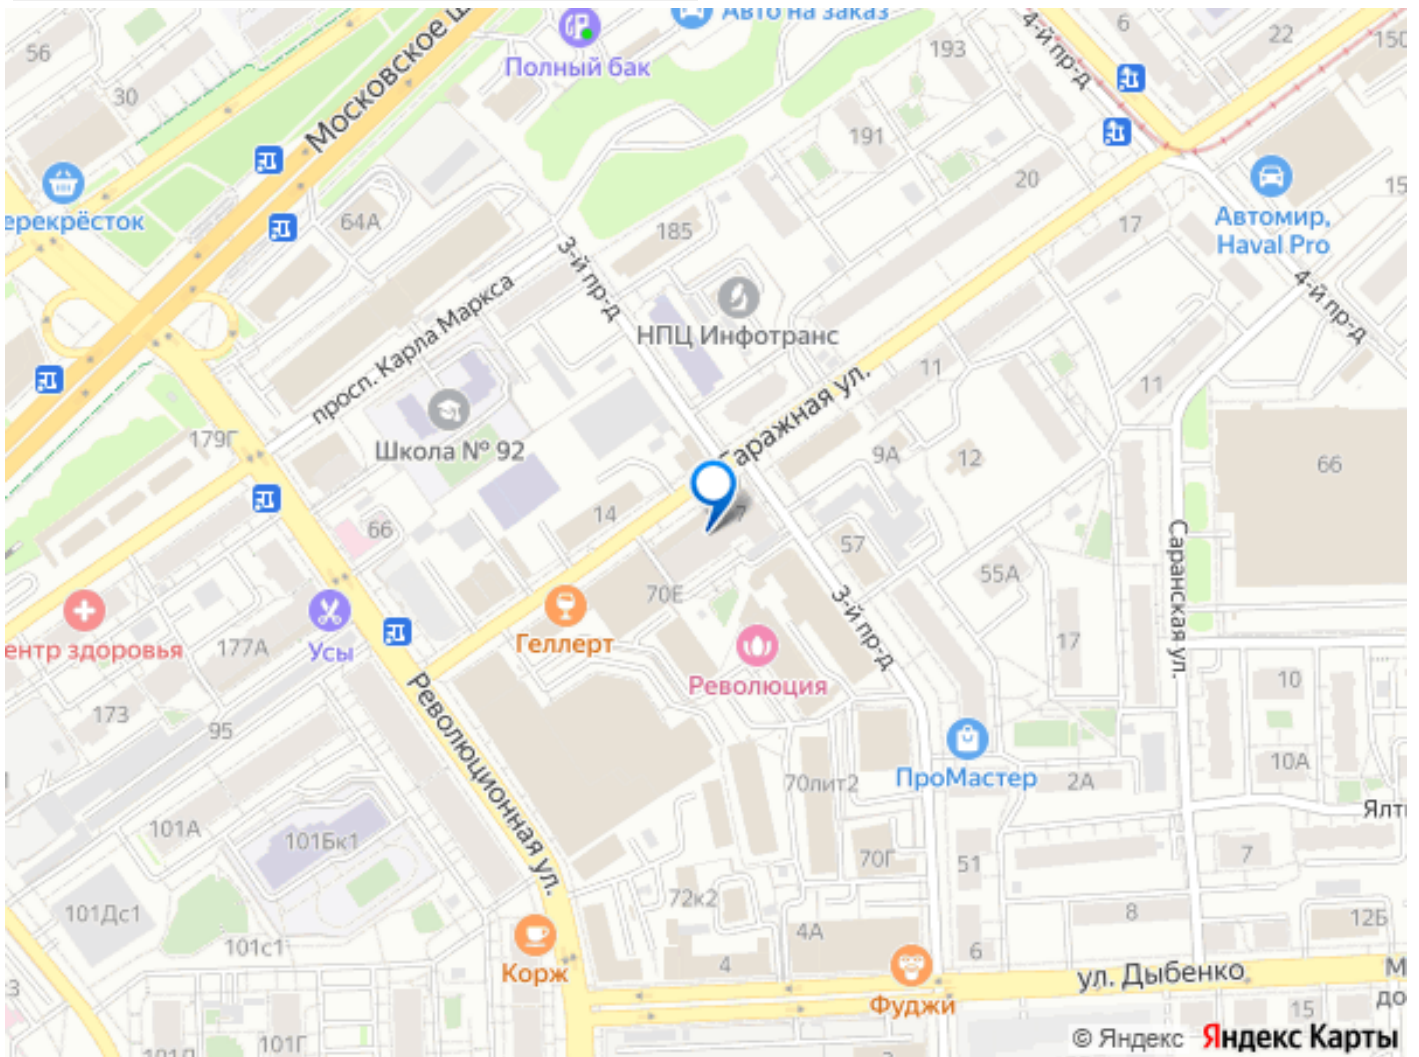 Авто на заказ
4-й пр-д
6
22
150
56
Московское ш
Полный бак
193
30
191
20
15
ерекрёсток
64А
185
17
Автомир,
Haval Pro
3-й пр-д
4-й пр-д
просп. Карла Маркса
НПЦ Инфотранс
Гаражная ул.
11
11
179Г
Школа № 92
9А
12
66
14
7
66
57
Саранская ул.
55А
70Е
3-й пр-д
ентр здоровья
177А
Усы
Геллерт
17
Революция
10
173
95
Революционная ул.
ПроМастер
70лит2
2А
10А
101А
101Бк1
Ялт
7
70Г
51
72к2
101Дс1
8
12Б
4А
101с1
6
Корж
4
ул. Дыбенко
М
до
3
Фуджи
15
101Г
© Яндекс Яндекс Карты